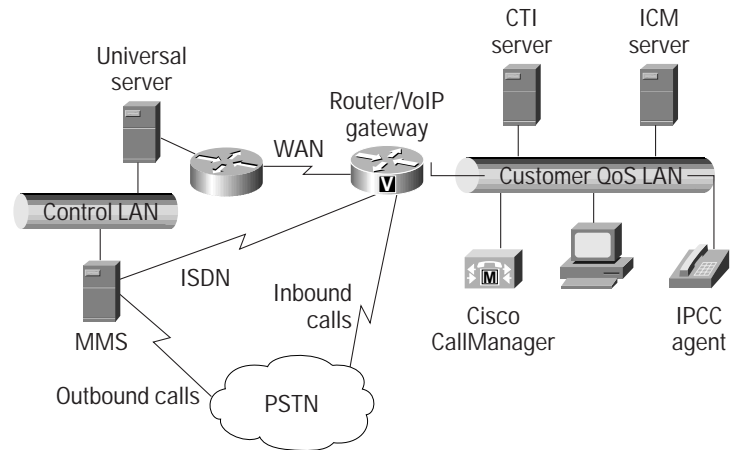 CTI
server
ICM
server
Universal
server
Router/VoIP
gateway
WAN
V
Customer QoS LAN
Control LAN
ISDN
M
Inbound
calls
MMS
Cisco
CallManager
IPCC
agent
Outbound calls
PSTN